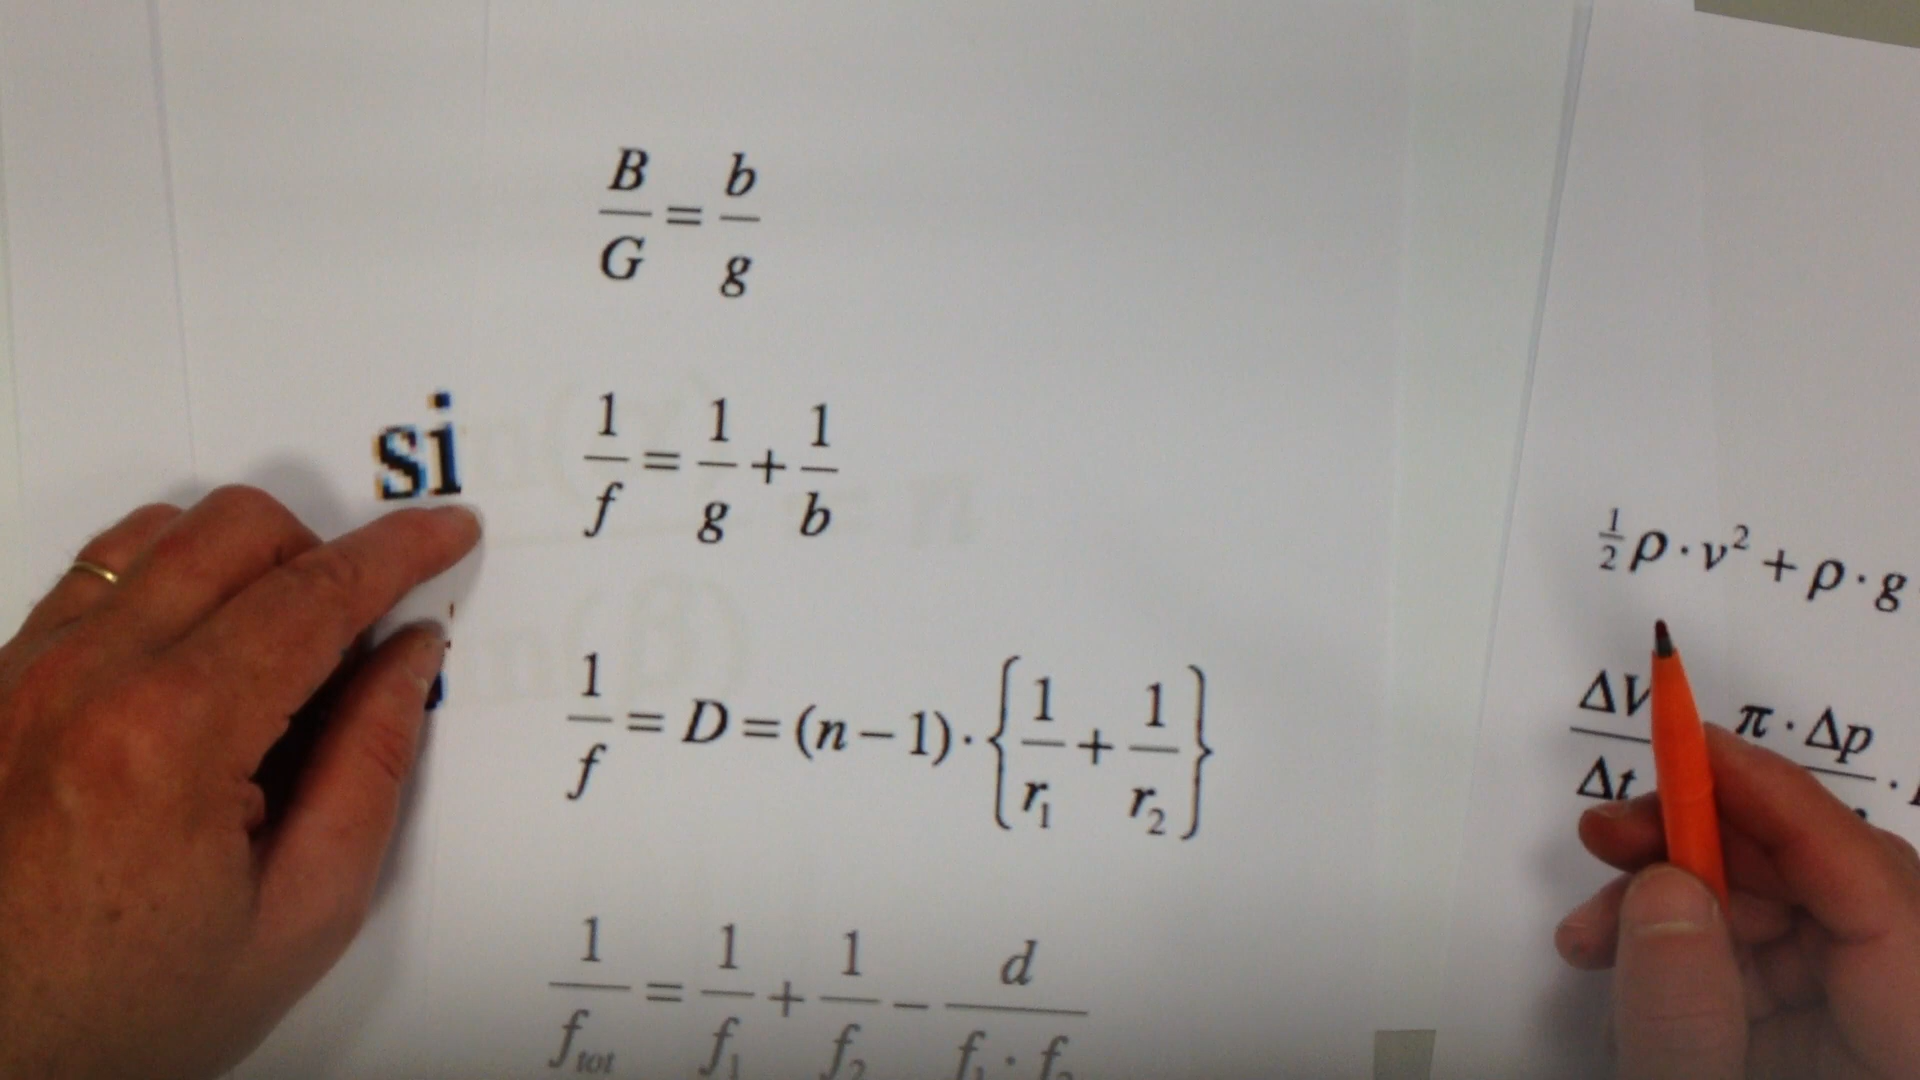 B/G = b/g
si
1/f = 1/g + 1/b
1/f = D = (n − 1) · {1/r₁ + 1/r₂}
1/f_tot = 1/f₁ + 1/f₂ − d/(f₁ · f₂)
½ρ · v² + ρ · g
ΔV/Δt π · Δp